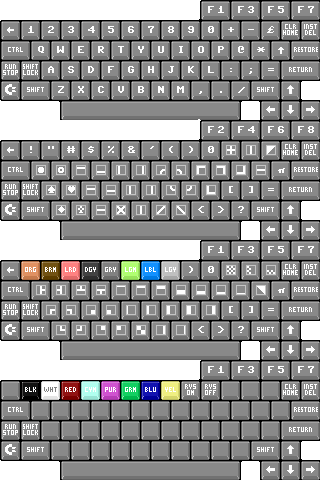 F1 F3 F5 F7
← 1 2 3 4 5 6 7 8 9 0 + - £ CLR HOME INST DEL
CTRL Q W E R T Y U I O P @ * ↑ RESTORE
RUN STOP SHIFT LOCK A S D F G H J K L : ; = RETURN
SHIFT Z X C V B N M , . / SHIFT ↑
← ↓ →
F2 F4 F6 F8
← ! " # $ % & ' ( ) 0 CLR HOME INST DEL
CTRL π RESTORE
RUN STOP SHIFT LOCK [ ] = RETURN
SHIFT < > ? SHIFT ↑
← ↓ →
F1 F3 F5 F7
← ORG BRN LRD DGY GRY LGN LBL LGY ) 0 CLR HOME INST DEL
CTRL π RESTORE
RUN STOP SHIFT LOCK [ ] = RETURN
SHIFT < > ? SHIFT ↑
← ↓ →
F1 F3 F5 F7
BLK WHT RED CYN PUR GRN BLU YEL RVS ON RVS OFF CLR HOME INST DEL
CTRL RESTORE
RUN STOP SHIFT LOCK RETURN
SHIFT SHIFT ↑
← ↓ →